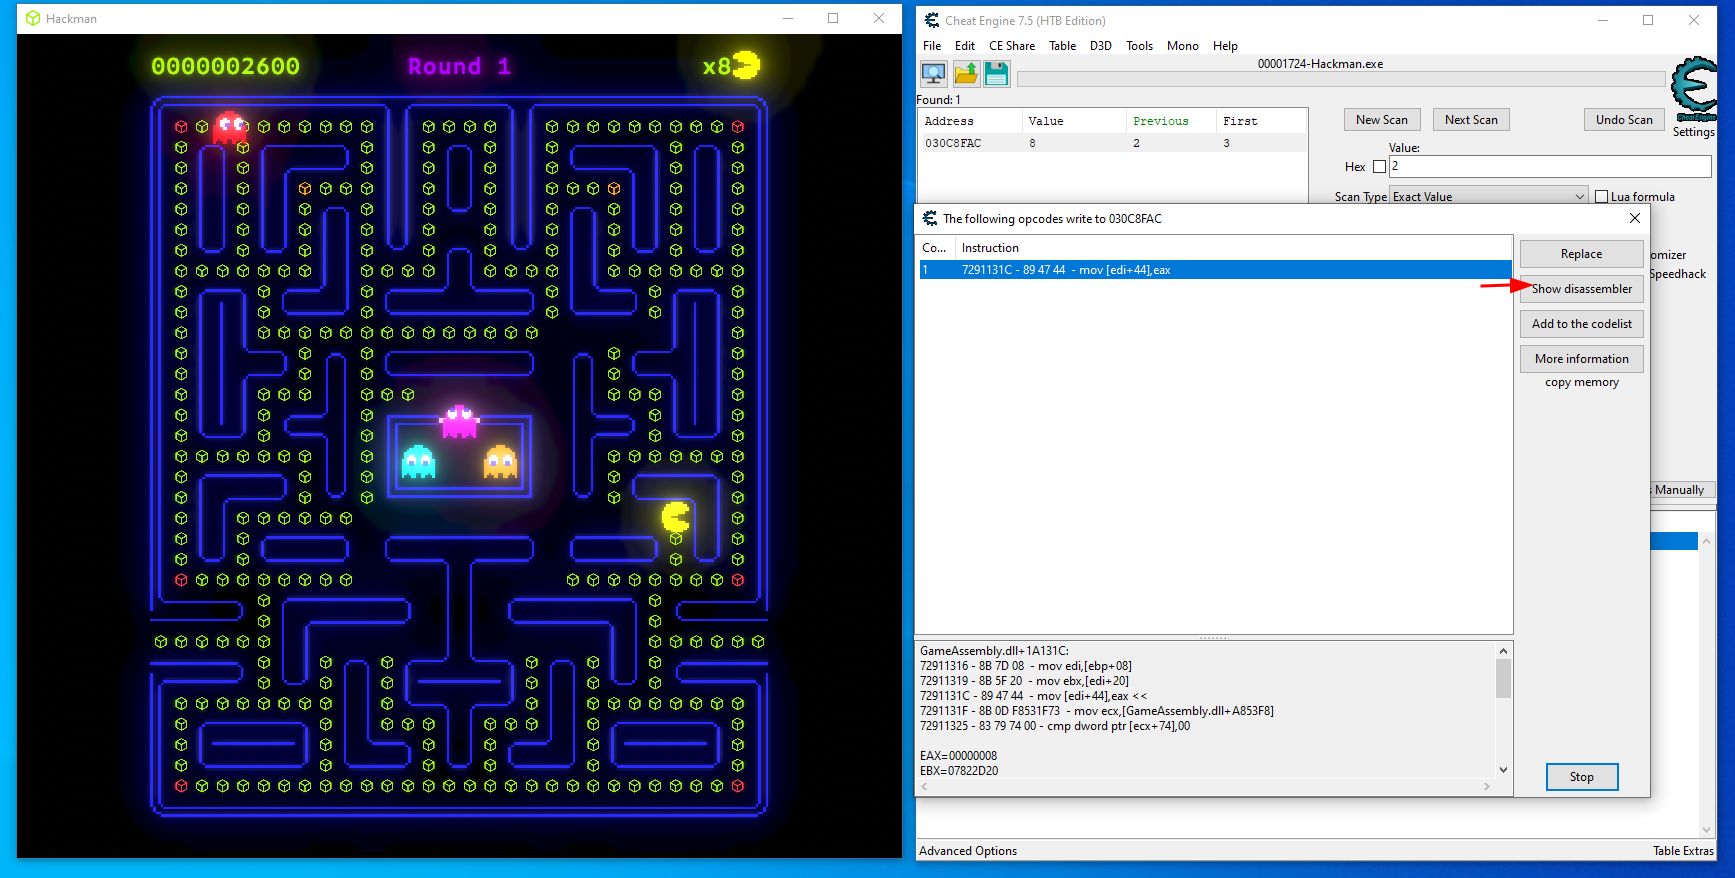 Hackman
0000002600
Round 1
x8
Cheat Engine 7.5 (HTB Edition)
File Edit CE Share Table D3D Tools Mono Help
00001724-Hackman.exe
Found: 1
Address Value Previous First
030C8FAC 8 2 3
New Scan Next Scan Undo Scan
Cheat Engine
Settings
Value:
Hex 2
Scan Type Exact Value Lua formula
The following opcodes write to 030C8FAC
Co... Instruction
1 7291131C - 89 47 44 - mov [edi+44],eax
Replace
omizer
Show disassembler
Speedhack
Add to the codelist
More information
copy memory
s Manually
GameAssembly.dll+1A131C:
72911316 - 8B 7D 08 - mov edi,[ebp+08]
72911319 - 8B 5F 20 - mov ebx,[edi+20]
7291131C - 89 47 44 - mov [edi+44],eax <<
7291131F - 8B 0D F8531F73 - mov ecx,[GameAssembly.dll+A853F8]
72911325 - 83 79 74 00 - cmp dword ptr [ecx+74],00
EAX=00000008
EBX=07822D20
Stop
Advanced Options Table Extras